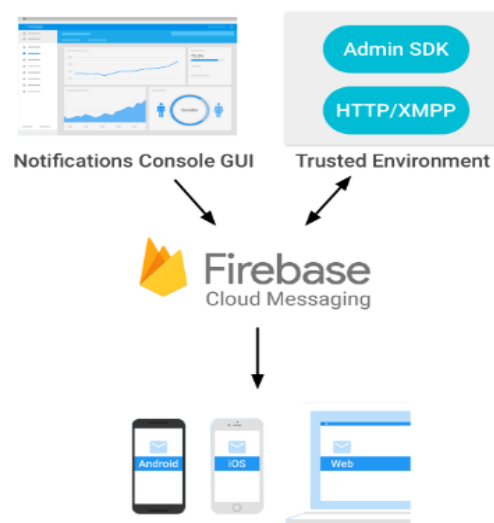 Admin SDK
HTTP/XMPP
Notifications Console GUI
Trusted Environment
Firebase
Cloud Messaging
Android
iOS
Web